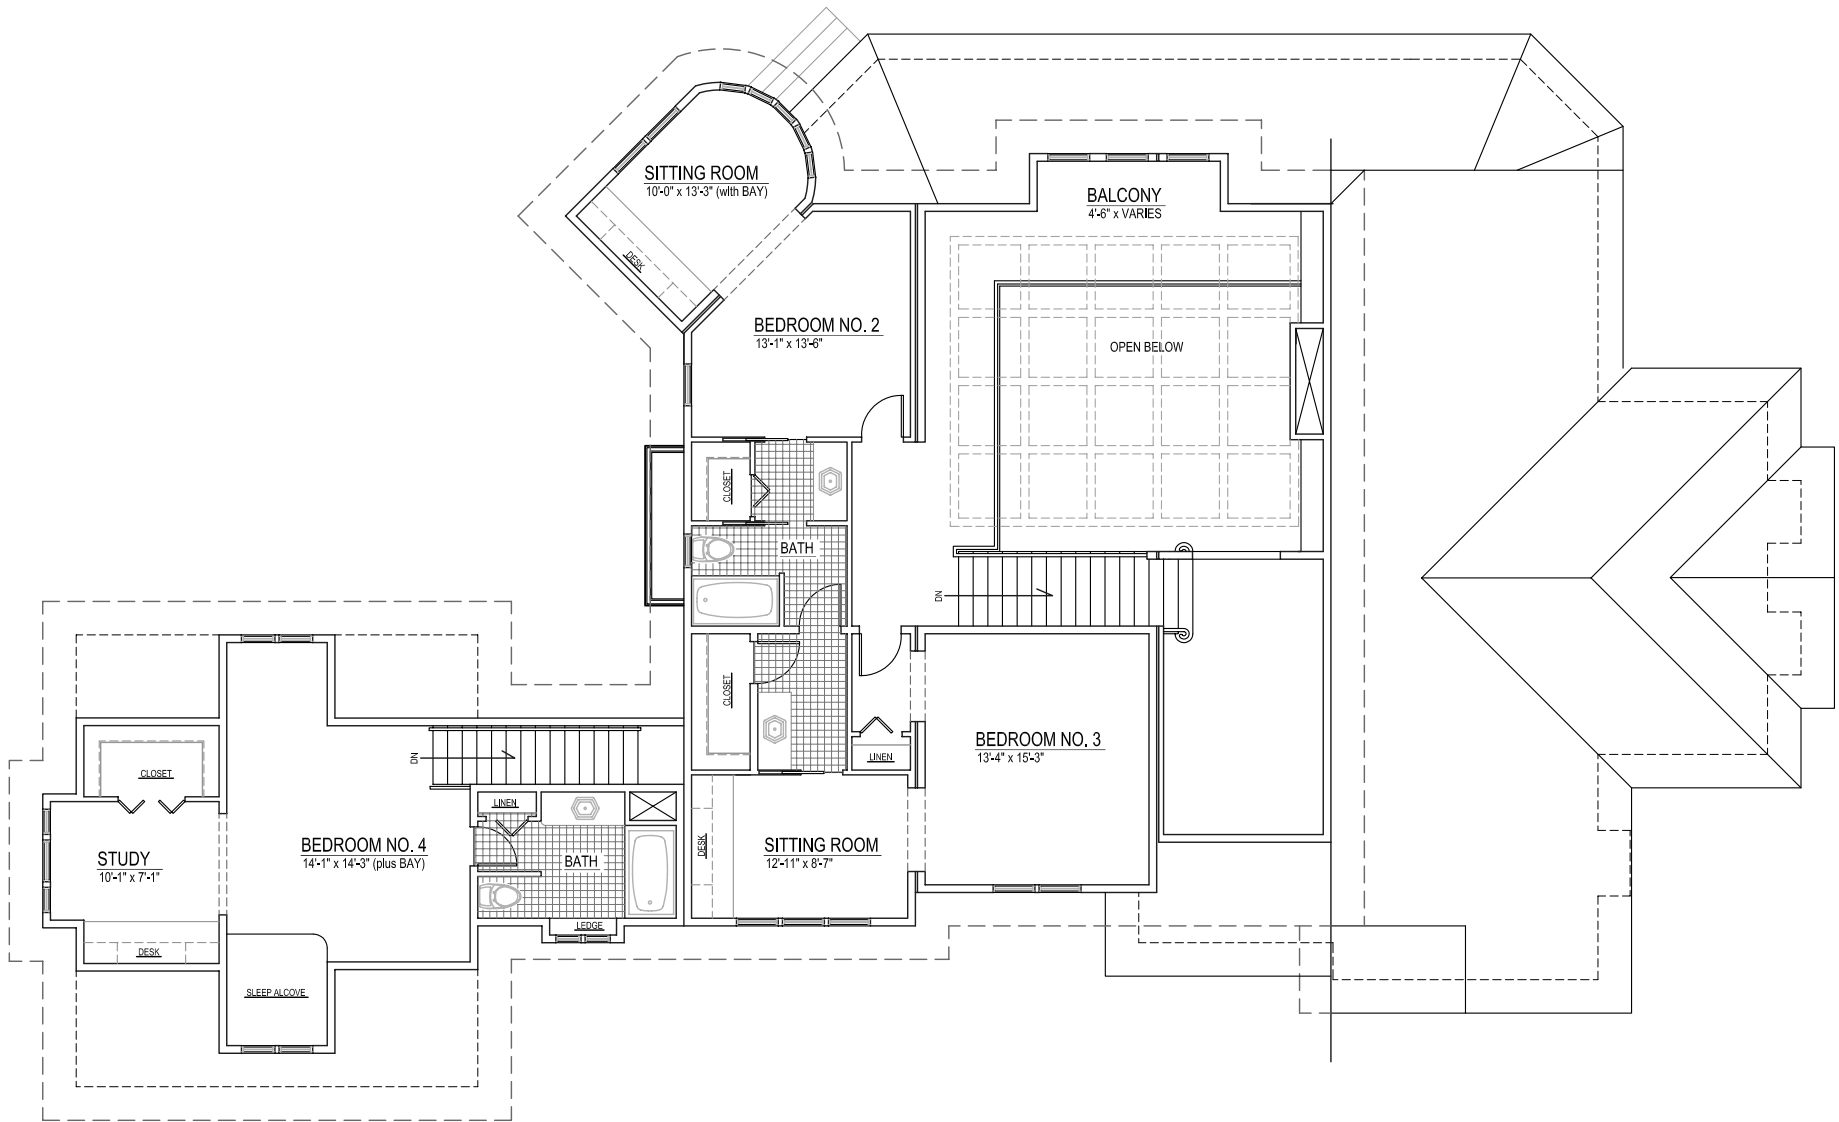 SITTING ROOM
10'-0" x 13'-3" (with BAY)
DESK
BALCONY
4'-6" x VARIES
BEDROOM NO. 2
13'-1" x 13'-6"
OPEN BELOW
CLOSET
BATH
DN
CLOSET
BEDROOM NO. 3
13'-4" x 15'-3"
LINEN
DN
CLOSET
LINEN
BEDROOM NO. 4
14'-1" x 14'-3" (plus BAY)
STUDY
10'-1" x 7'-1"
BATH
DESK
SITTING ROOM
12'-11" x 8'-7"
LEDGE
DESK
SLEEP ALCOVE